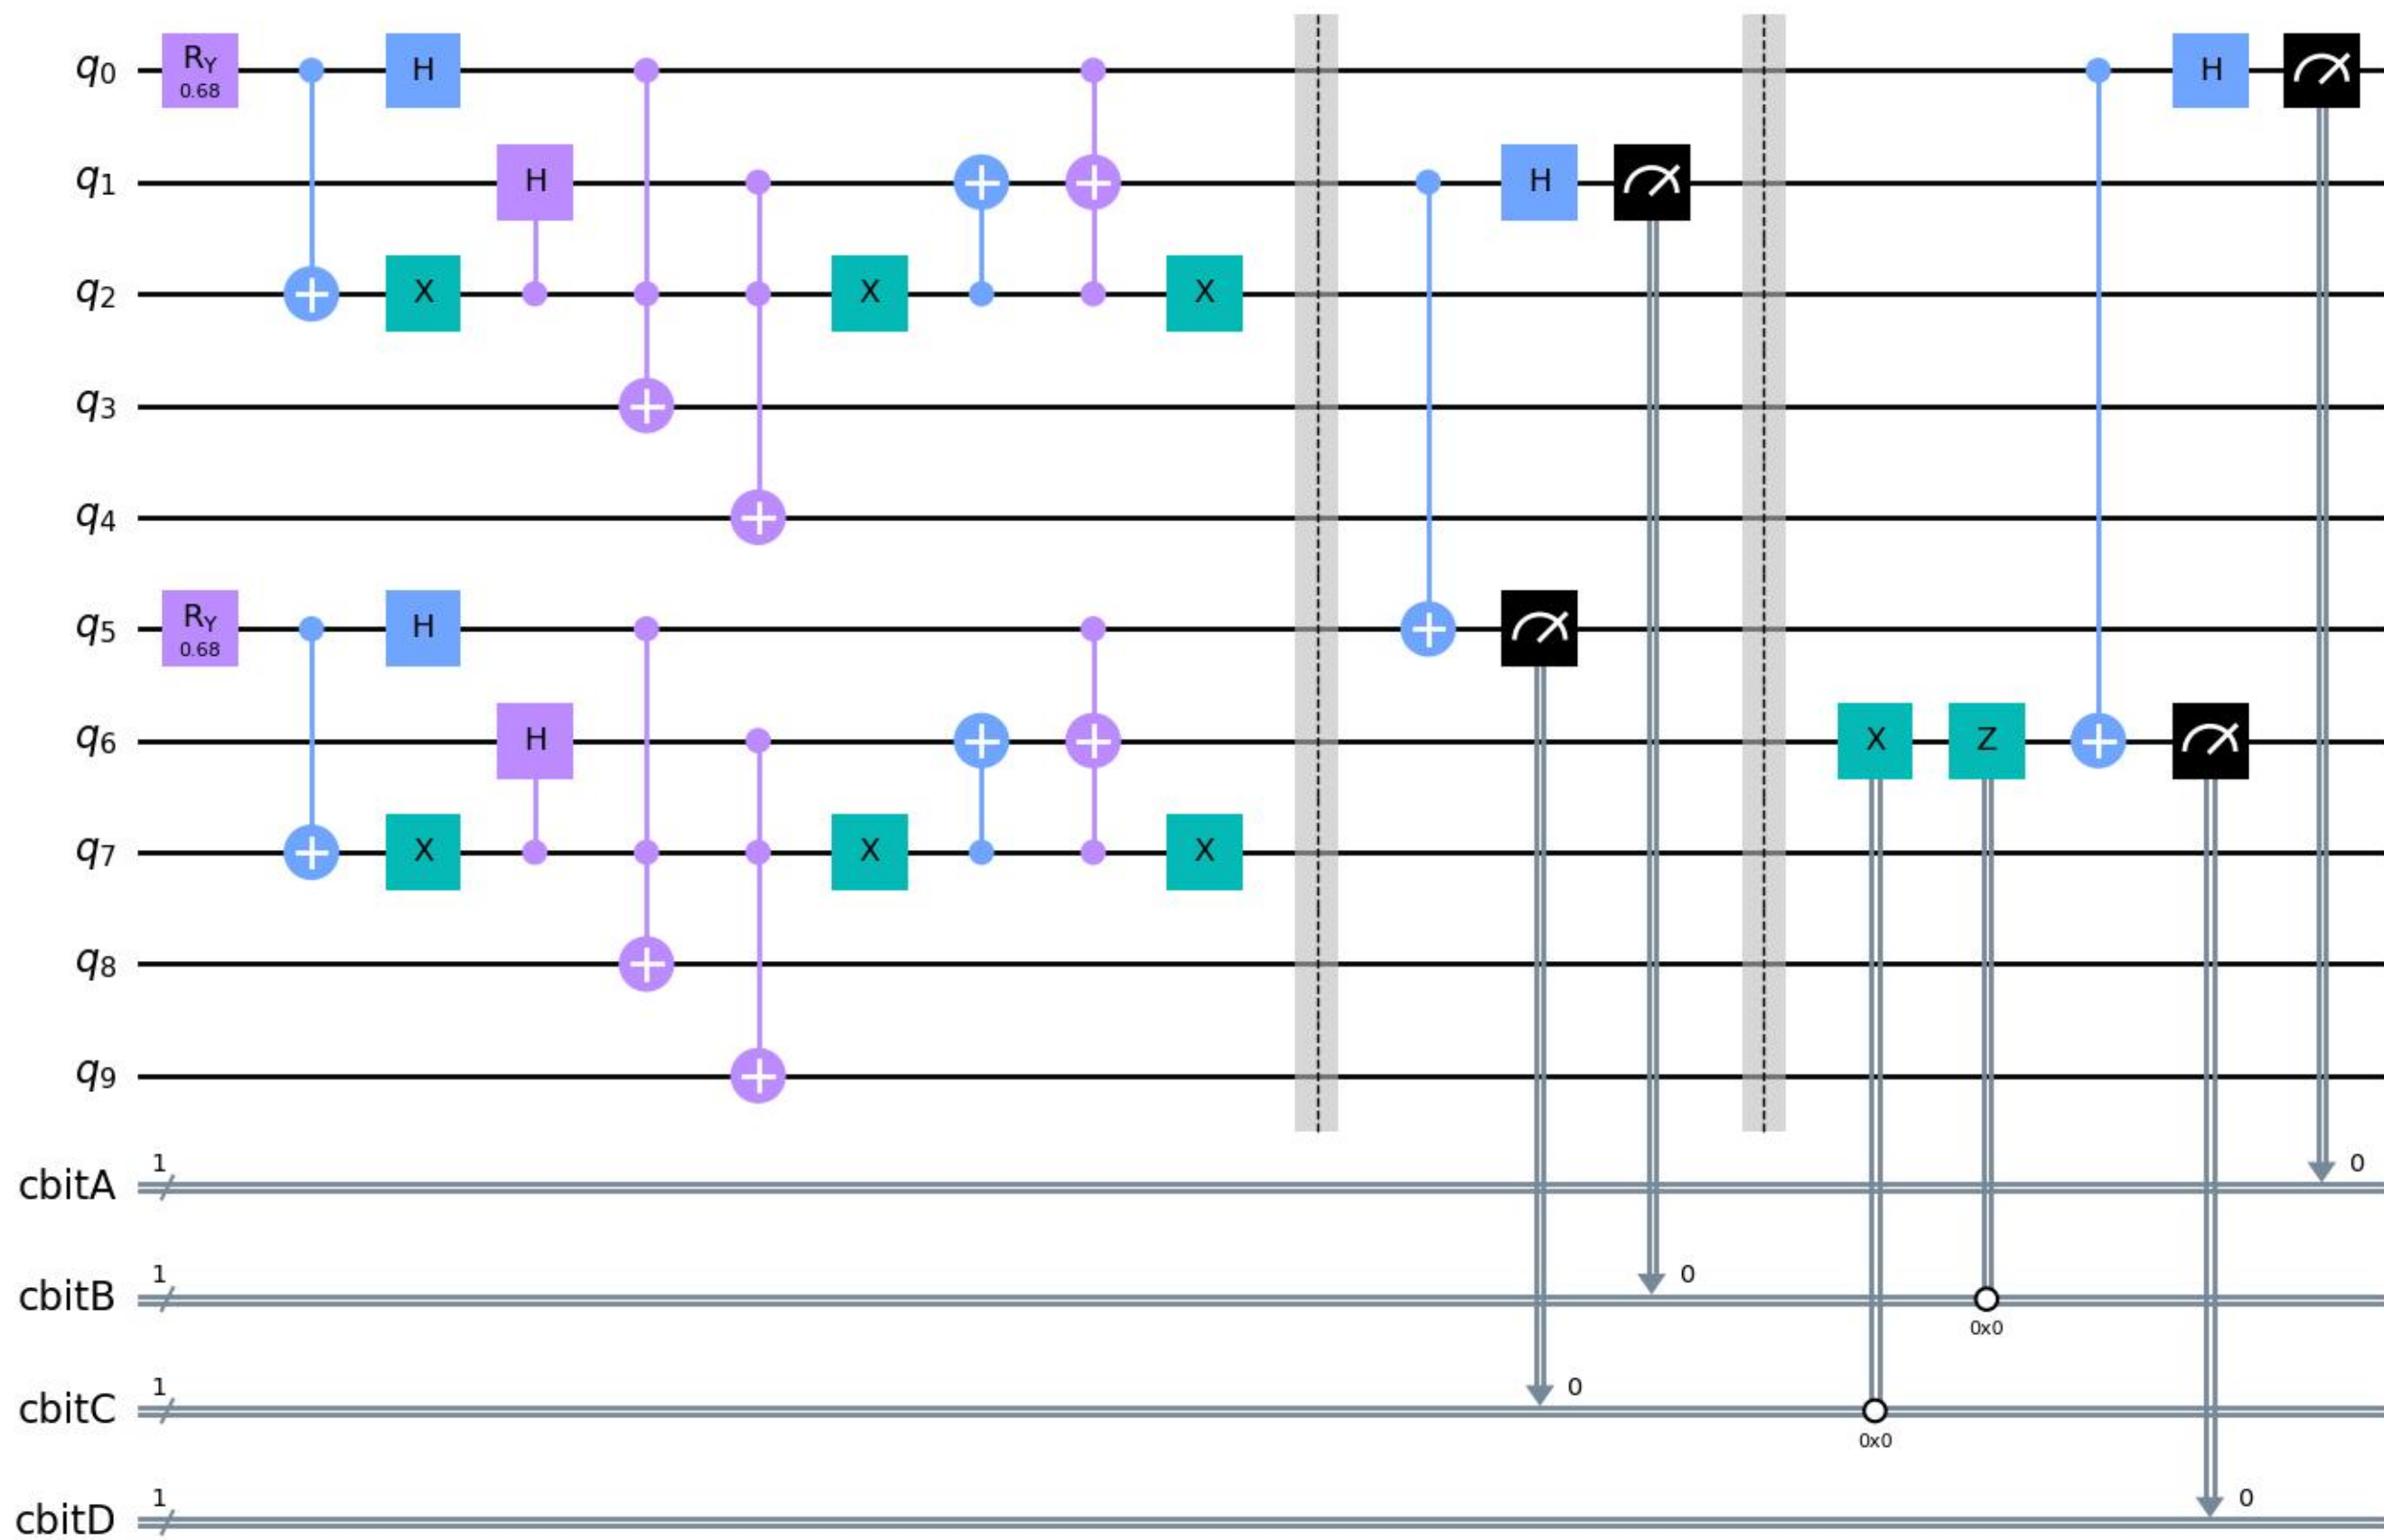 q0 RY 0.68 H H
q1 H H
q2 X X X
q3
q4
q5 RY 0.68 H
q6 H X Z
q7 X X X
q8
q9
cbitA 1 0
cbitB 1 0 0x0
cbitC 1 0 0x0
cbitD 1 0